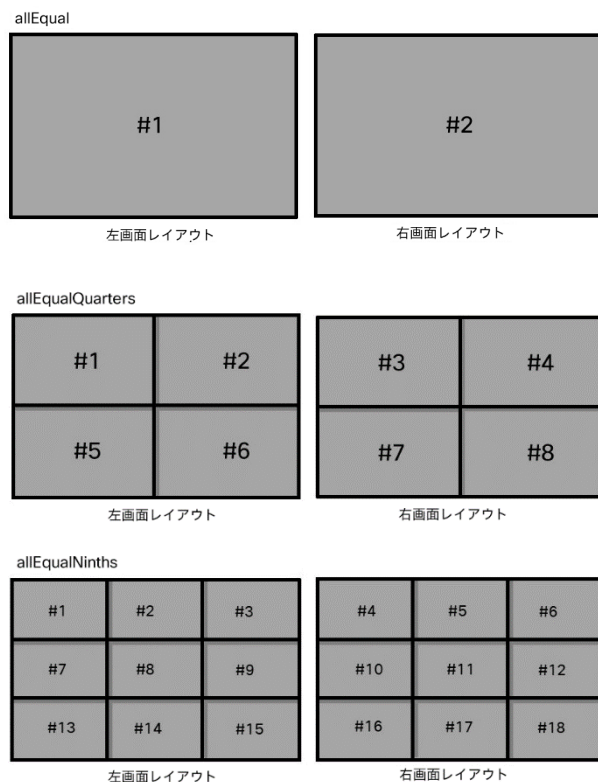 allEqual
#1 #2
左画面レイアウト 右画面レイアウト
allEqualQuarters
#1 #2 #3 #4
#5 #6 #7 #8
左画面レイアウト 右画面レイアウト
allEqualNinths
#1 #2 #3 #4 #5 #6
#7 #8 #9 #10 #11 #12
#13 #14 #15 #16 #17 #18
左画面レイアウト 右画面レイアウト